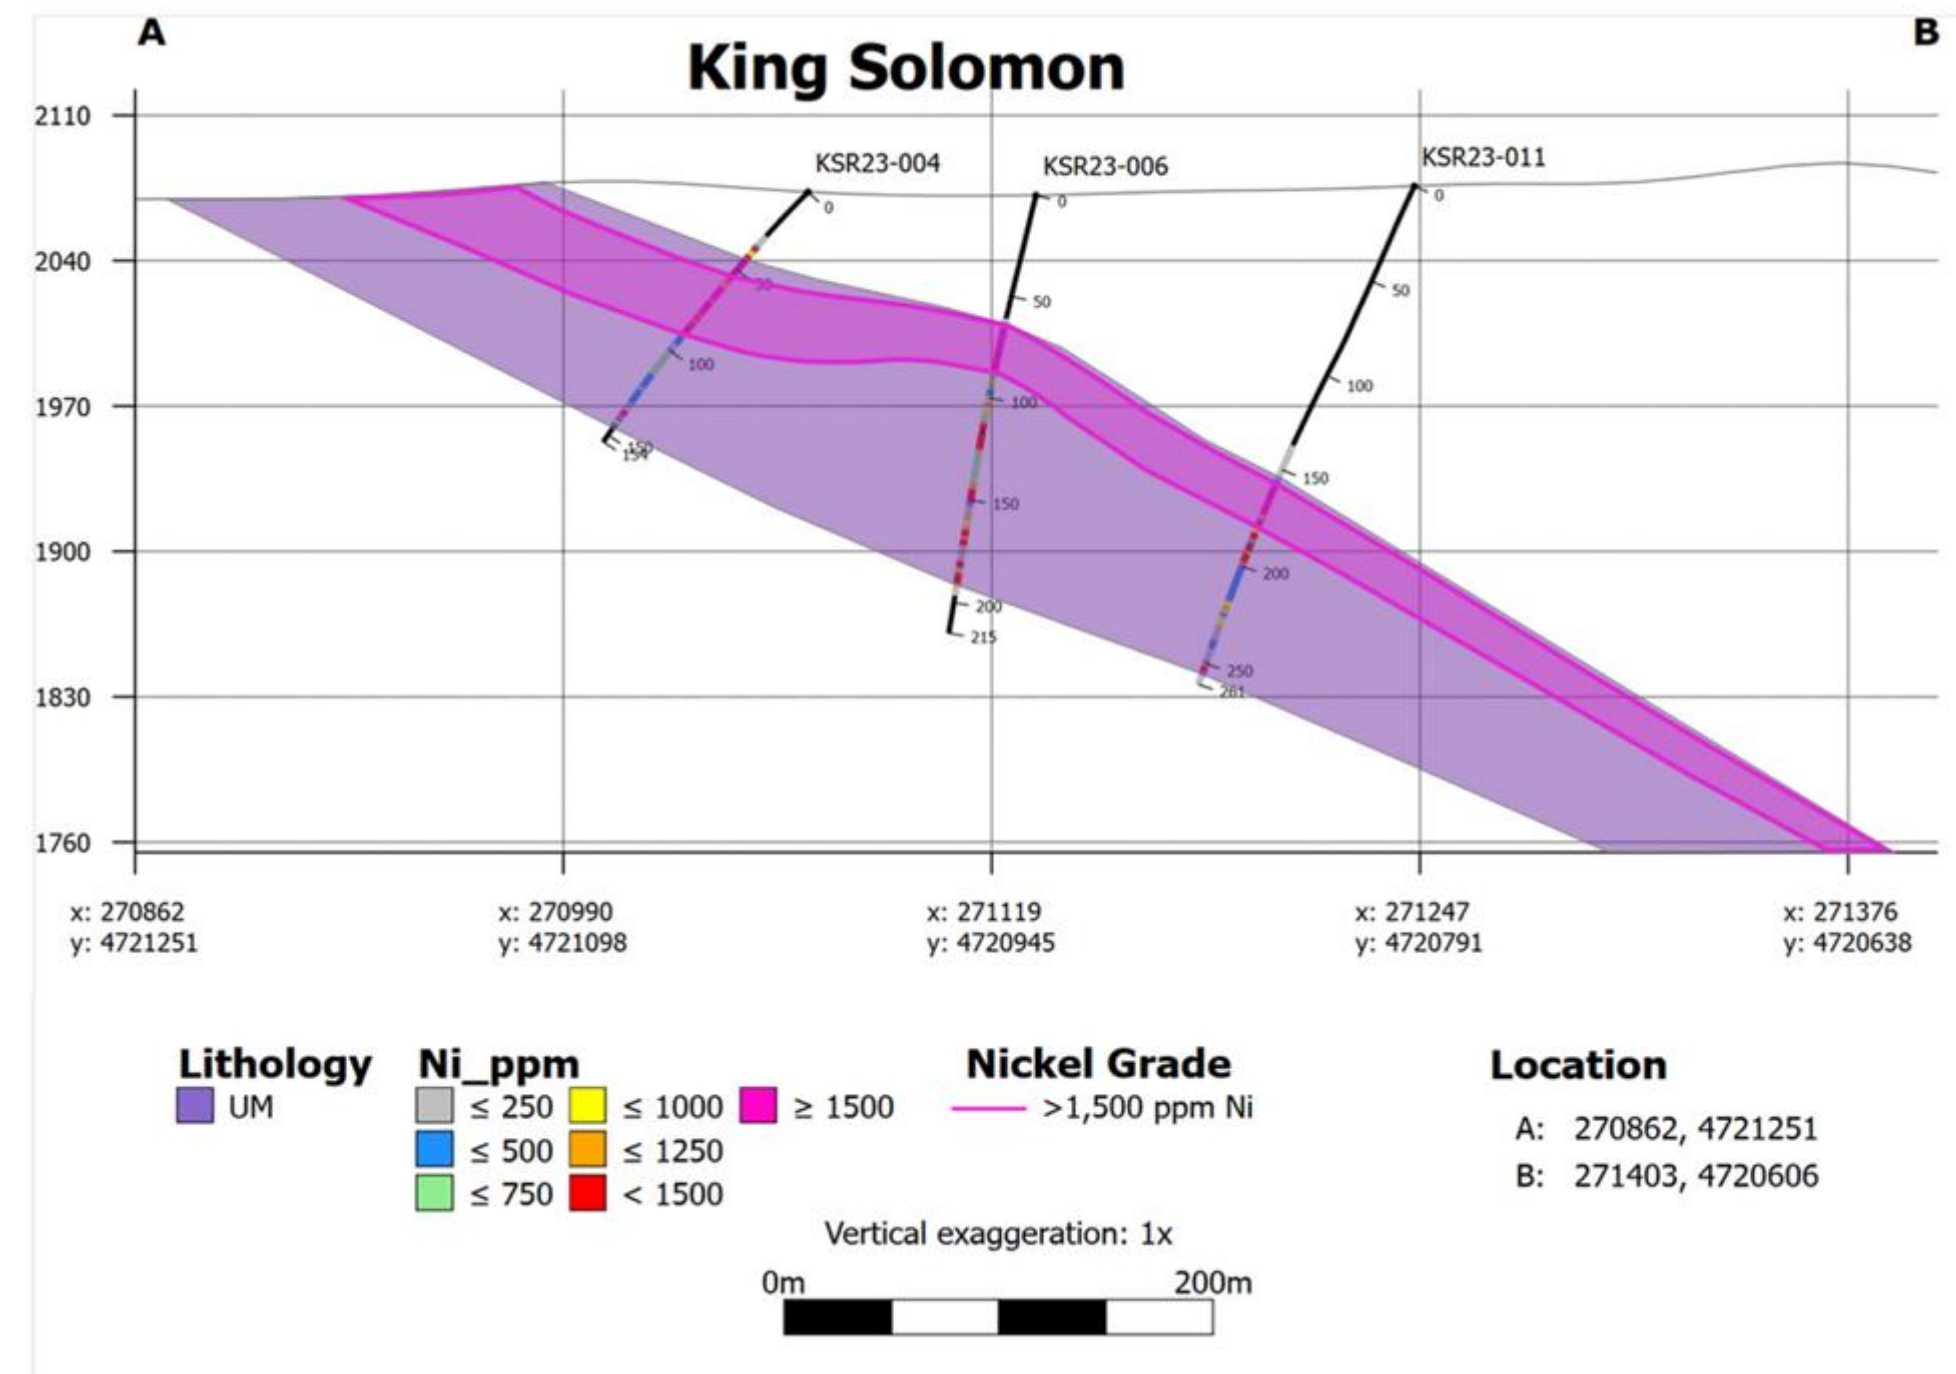 A
B
King Solomon
2110
2040
1970
1900
1830
1760
KSR23-004
0
50
100
150
154
KSR23-006
0
50
100
150
200
215
KSR23-011
0
50
100
150
200
250
261
x: 270862
y: 4721251
x: 270990
y: 4721098
x: 271119
y: 4720945
x: 271247
y: 4720791
x: 271376
y: 4720638
Lithology
UM
Ni_ppm
≤ 250
≤ 500
≤ 750
≤ 1000
≤ 1250
< 1500
≥ 1500
Nickel Grade
>1,500 ppm Ni
Location
A: 270862, 4721251
B: 271403, 4720606
Vertical exaggeration: 1x
0m
200m